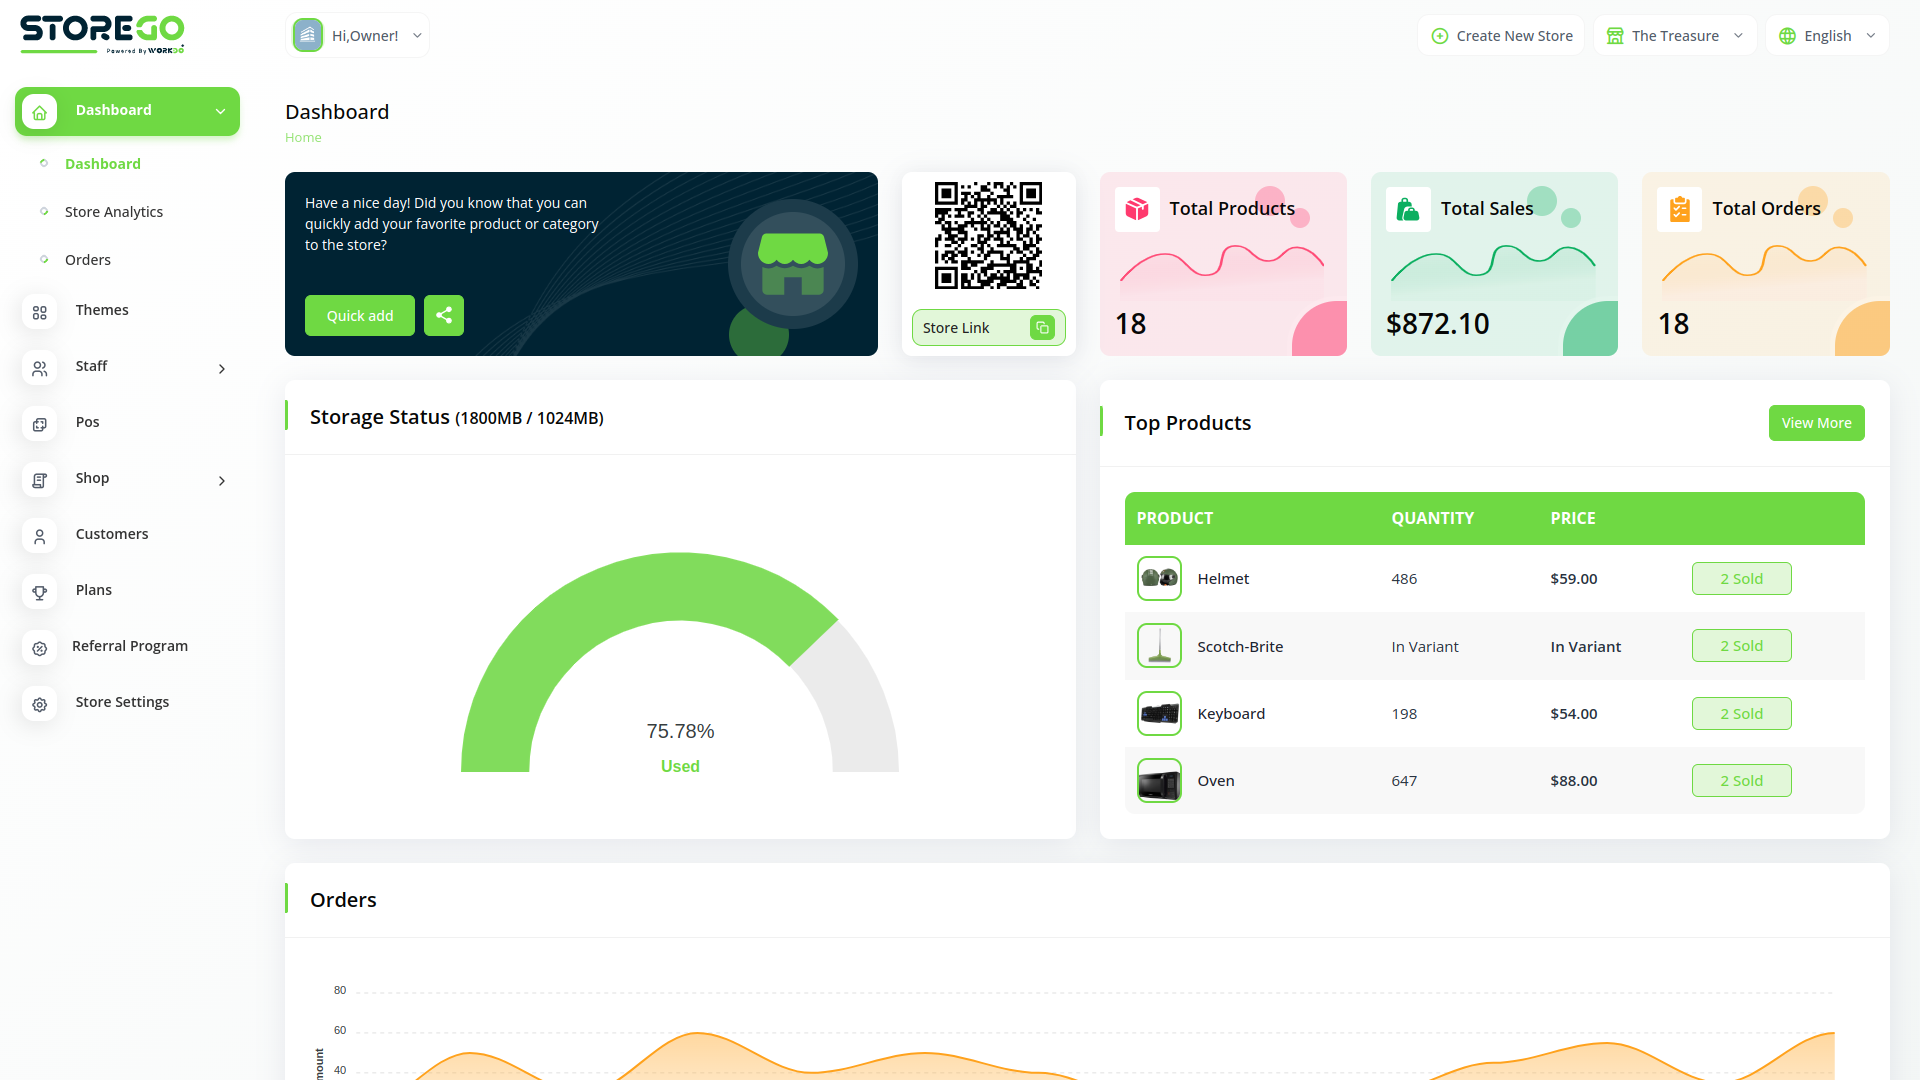 STOREGO
Powered By WORKDO
Hi,Owner!
Create New Store
The Treasure
English
Dashboard
Dashboard
Store Analytics
Orders
Themes
Staff
Pos
Shop
Customers
Plans
Referral Program
Store Settings
Dashboard
Home
Have a nice day! Did you know that you can
quickly add your favorite product or category
to the store?
Quick add
Store Link
Total Products
18
Total Sales
$872.10
Total Orders
18
Storage Status (1800MB / 1024MB)
75.78%
Used
Top Products
View More
PRODUCT QUANTITY PRICE
Helmet 486 $59.00 2 Sold
Scotch-Brite In Variant In Variant 2 Sold
Keyboard 198 $54.00 2 Sold
Oven 647 $88.00 2 Sold
Orders
80
60
40